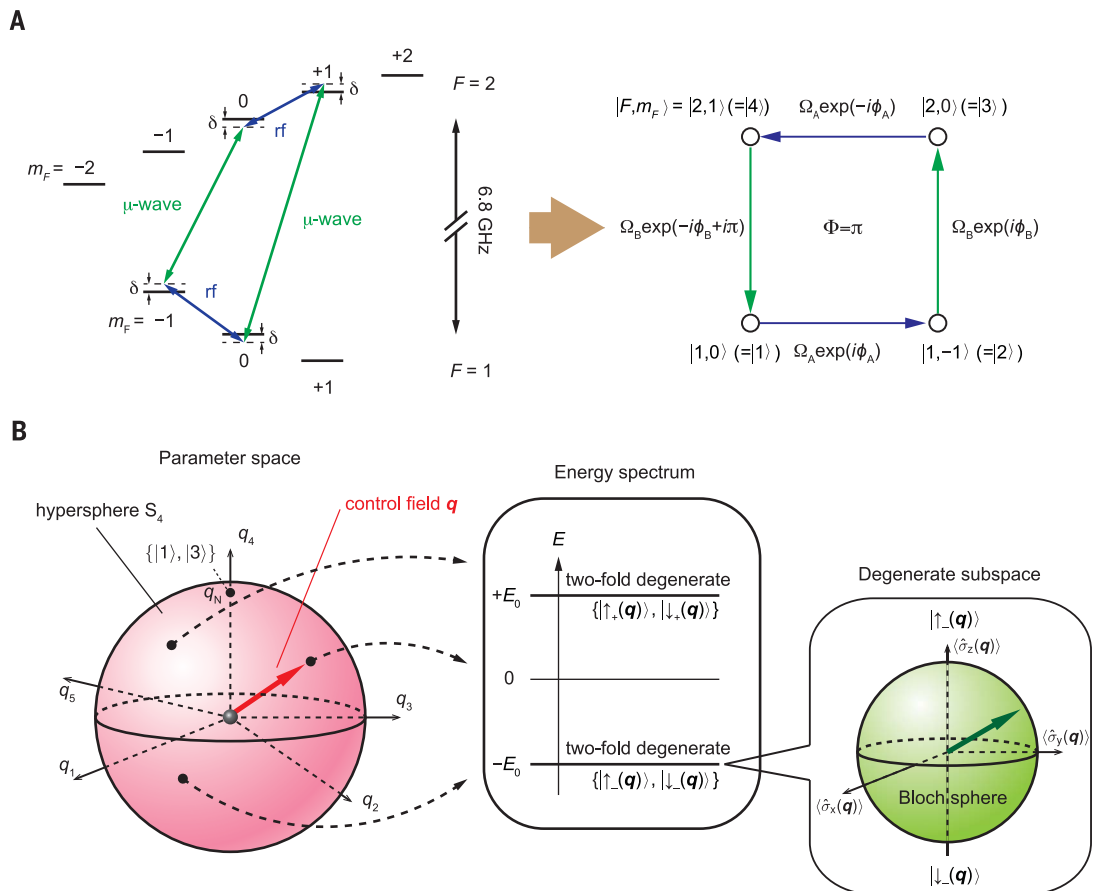 A
+2
+1
δ
F = 2
0
δ
rf
−1
m_F = −2
μ-wave
μ-wave
6.8 GHz
δ
rf
m_F = −1
δ
0
+1
F = 1
|F,m_F⟩ = |2,1⟩(=|4⟩)
Ω_A exp(−iϕ_A)
|2,0⟩(=|3⟩)
Ω_B exp(−iϕ_B+iπ)
Φ=π
Ω_B exp(iϕ_B)
|1,0⟩(=|1⟩)
Ω_A exp(iϕ_A)
|1,−1⟩(=|2⟩)
B
Parameter space
hypersphere S_4
control field q
{|1⟩,|3⟩}
q_4
q_N
q_5
q_3
q_1
q_2
Energy spectrum
E
+E_0
two-fold degenerate
{|↑_+(q)⟩,|↓_+(q)⟩}
0
−E_0
two-fold degenerate
{|↑_−(q)⟩,|↓_−(q)⟩}
Degenerate subspace
|↑_−(q)⟩
⟨σ̂_z(q)⟩
⟨σ̂_y(q)⟩
⟨σ̂_x(q)⟩
Bloch sphere
|↓_−(q)⟩